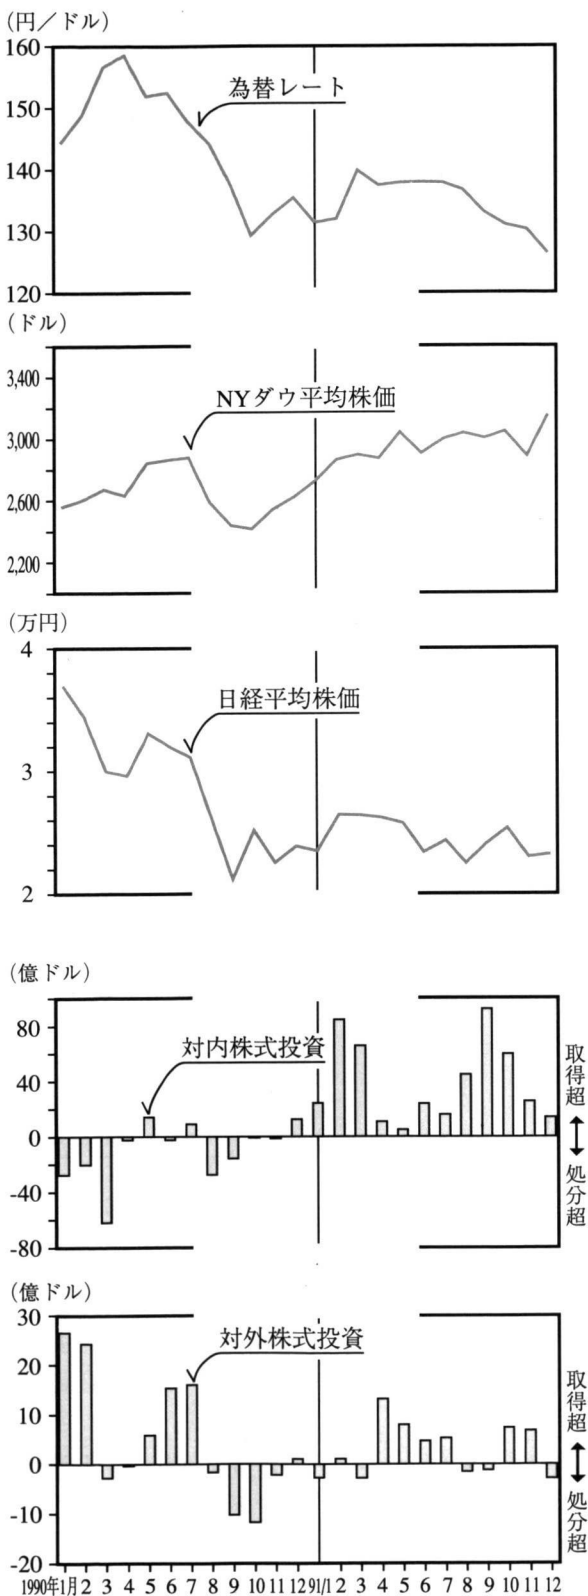 (円/ドル)
160
為替レート
150
140
130
120
(ドル)
3,400
NYダウ平均株価
3,000
2,600
2,200
(万円)
4
日経平均株価
3
2
(億ドル)
80
対内株式投資
40
0
-40
-80
取得超
処分超
(億ドル)
30
対外株式投資
20
10
0
-10
-20
取得超
処分超
1990年1月 2 3 4 5 6 7 8 9 10 11 12 91/1 2 3 4 5 6 7 8 9 10 11 12